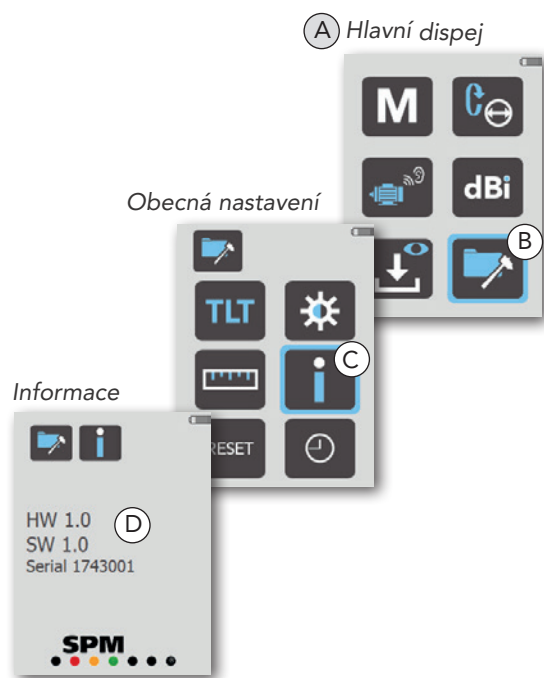 A Hlavní dispej
M
dBi
B
Obecná nastavení
TLT
C
i
RESET
Informace
i
HW 1.0
D
SW 1.0
Serial 1743001
SPM